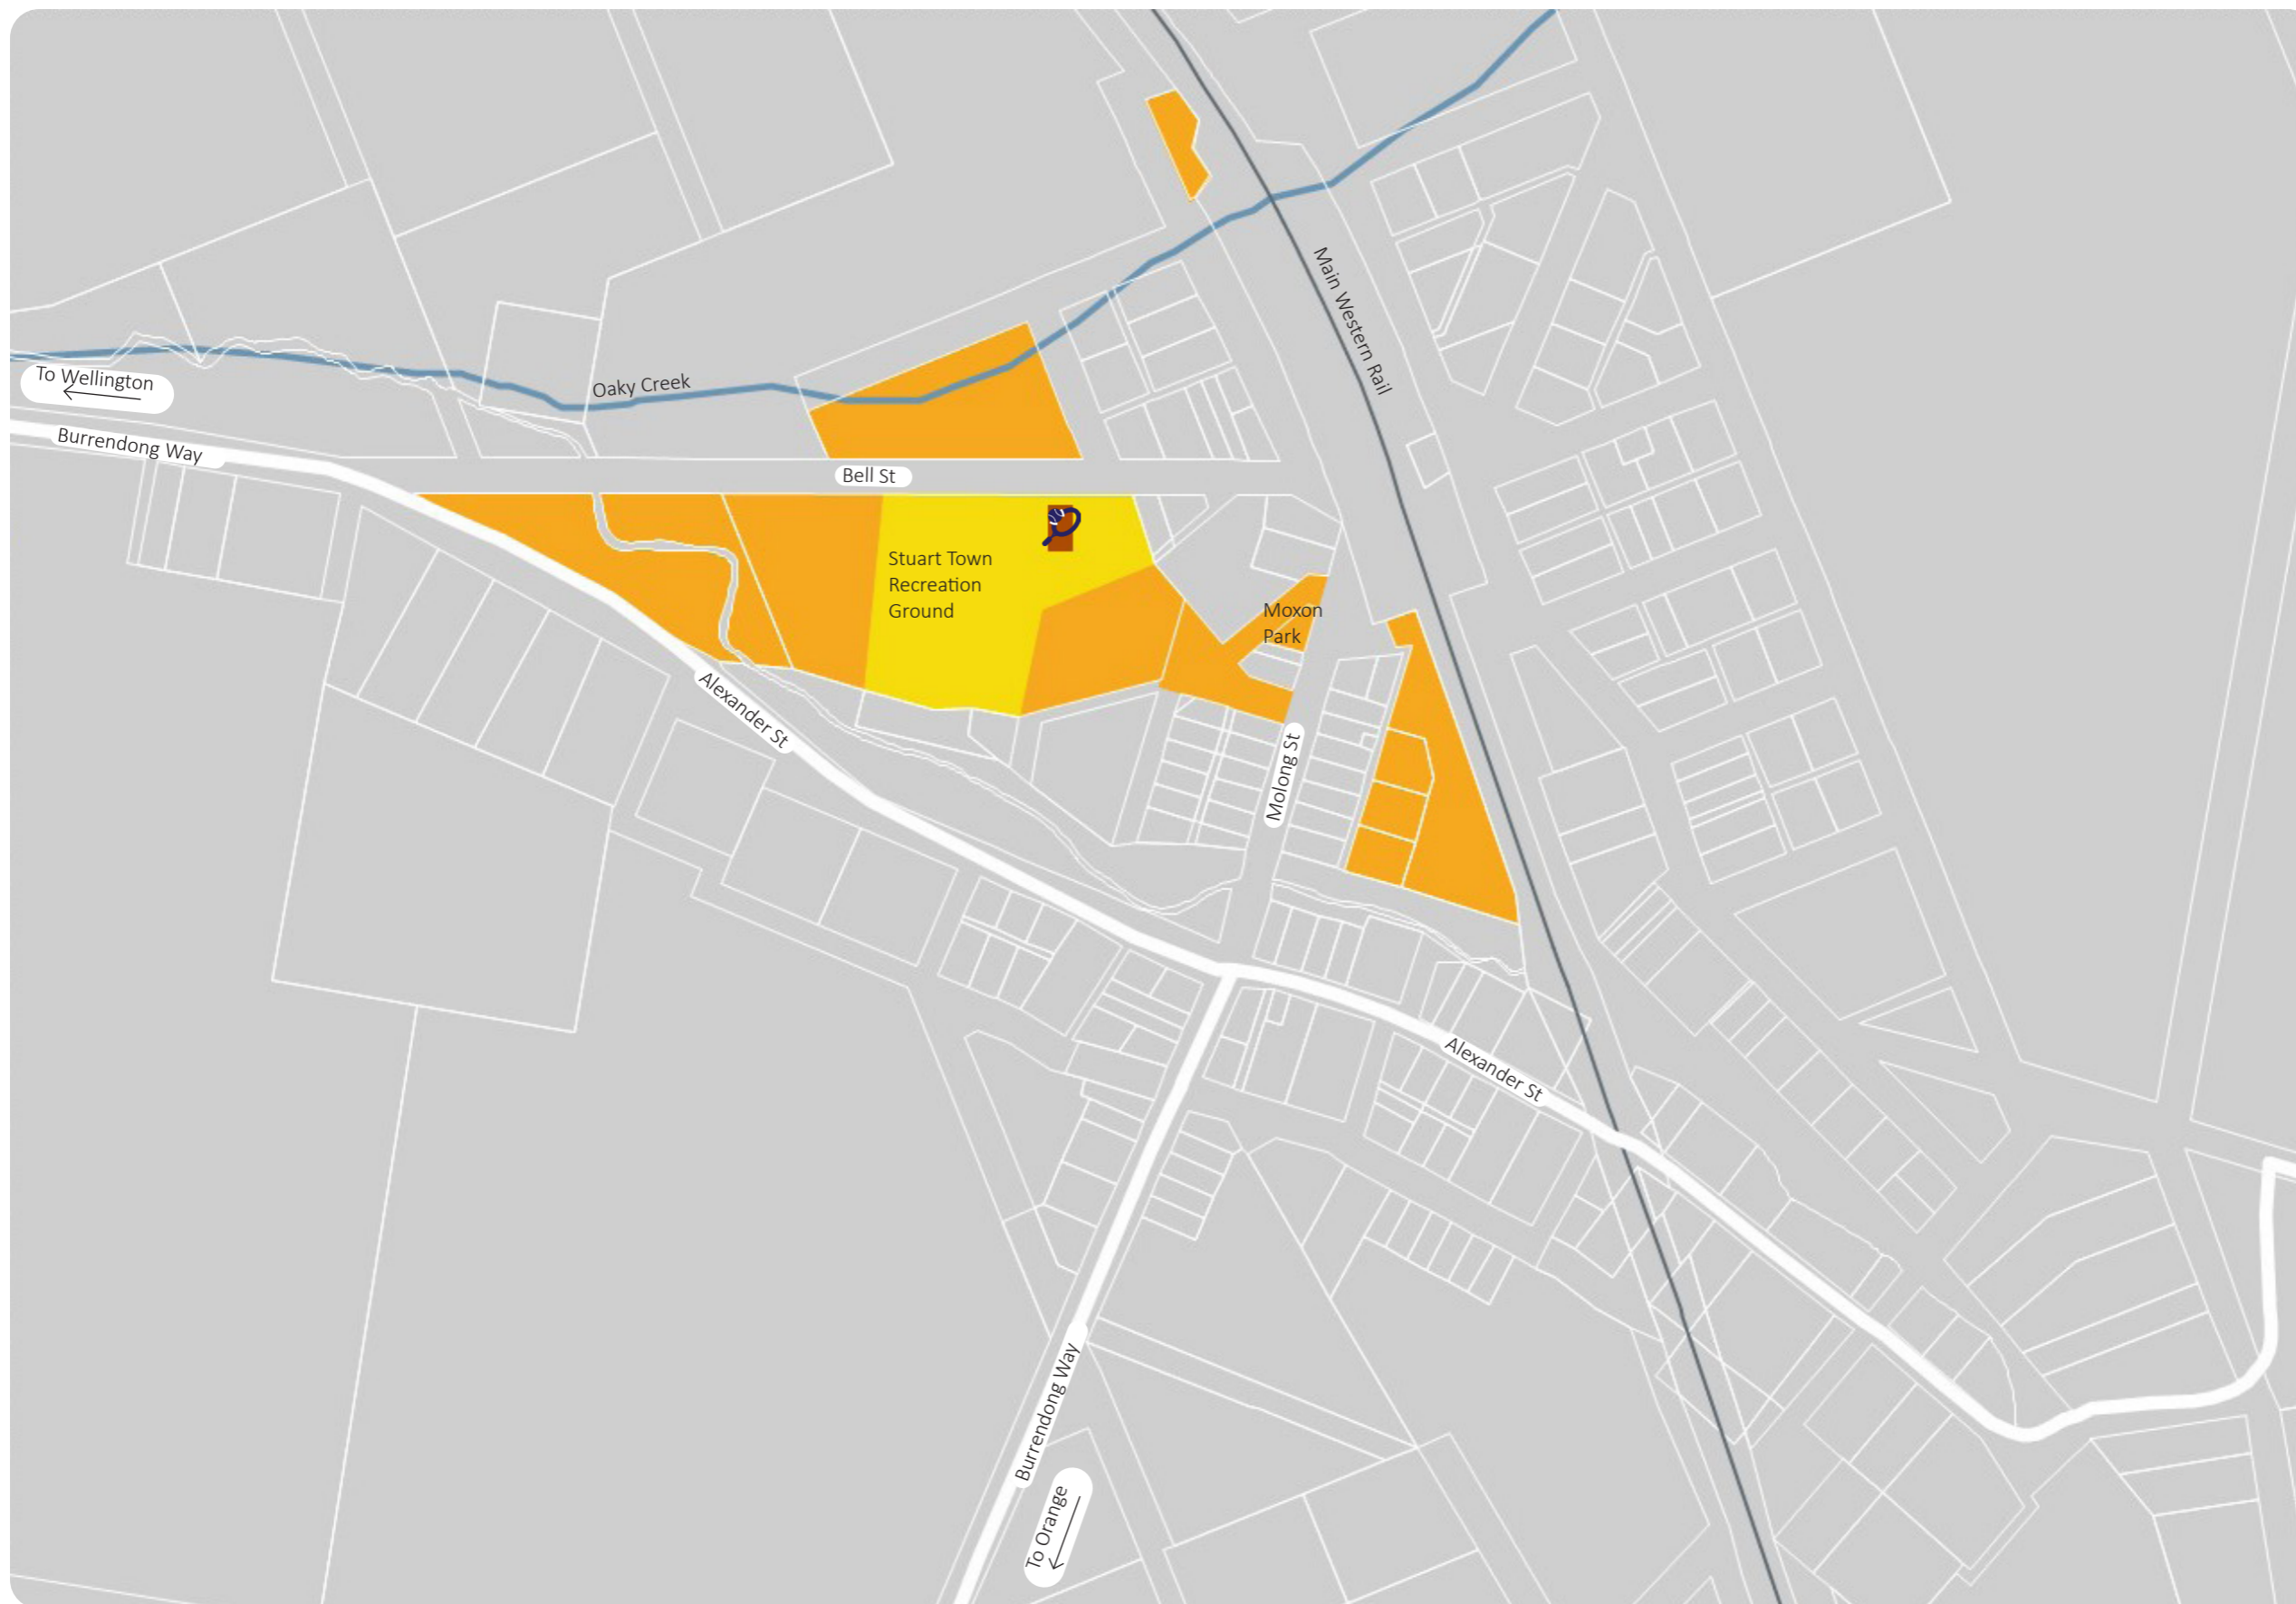 Main Western Rail
To Wellington
Oaky Creek
Burrendong Way
Bell St
Stuart Town
Recreation
Ground
Moxon
Park
Alexander St
Molong St
Alexander St
Burrendong Way
To Orange